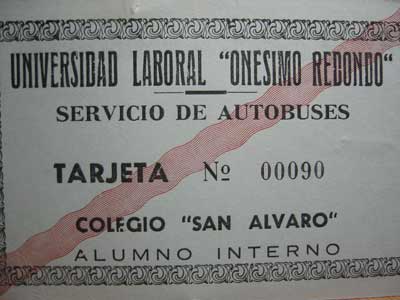 UNIVERSIDAD LABORAL "ONESIMO REDONDO"
SERVICIO DE AUTOBUSES
TARJETA Nº 00090
COLEGIO "SAN ALVARO"
ALUMNO INTERNO